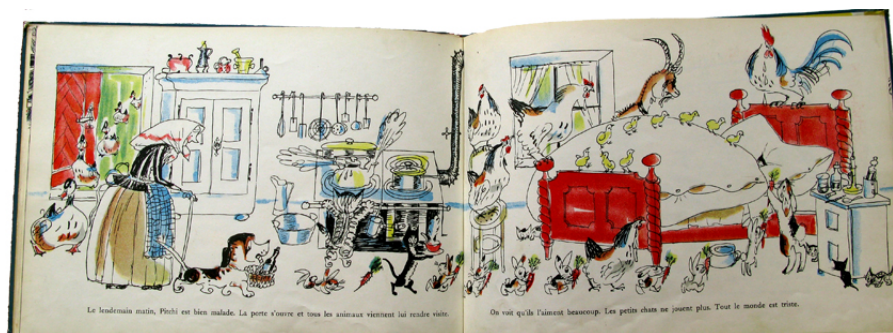 Le lendemain matin, Pitchi est bien malade. La porte s'ouvre et tous les animaux viennent lui rendre visite.
On voit qu'ils l'aiment beaucoup. Les petits chats ne jouent plus. Tout le monde est triste.